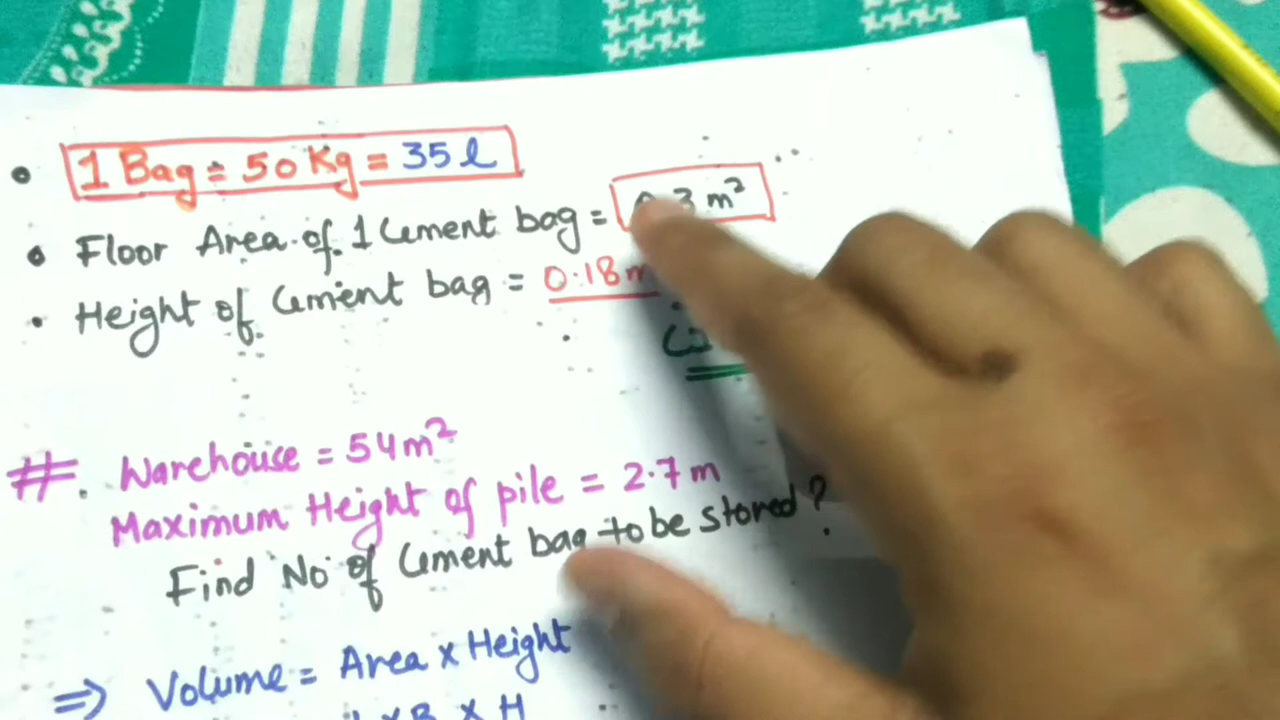 1 Bag = 50 Kg = 35 l
Floor Area of 1 Cement bag = 0.3 m²
Height of Cement bag = 0.18 m
#. Warehouse = 54 m²
Maximum Height of pile = 2.7 m
Find No of Cement bag to be stored?
⇒ Volume = Area x Height
x B x H